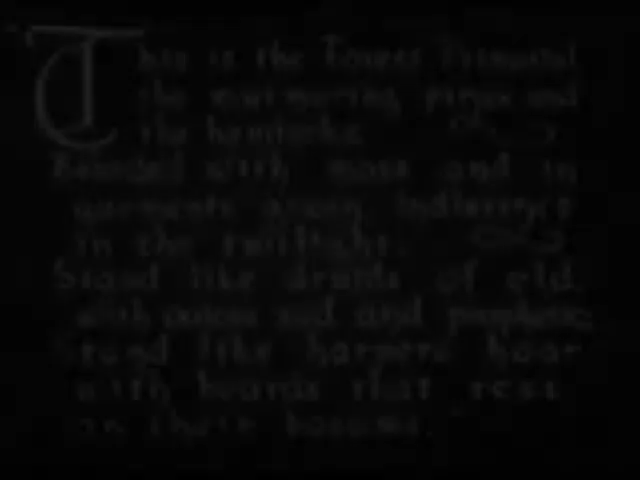 This is the Forest Primeval
the murmuring pines and
the hemlocks
Bearded with moss and in
garments green, indistinct
in the twilight.
Stand like druids of eld,
with voices sad and prophetic;
Stand like harpers hoar
with beards that rest
on their bosoms.